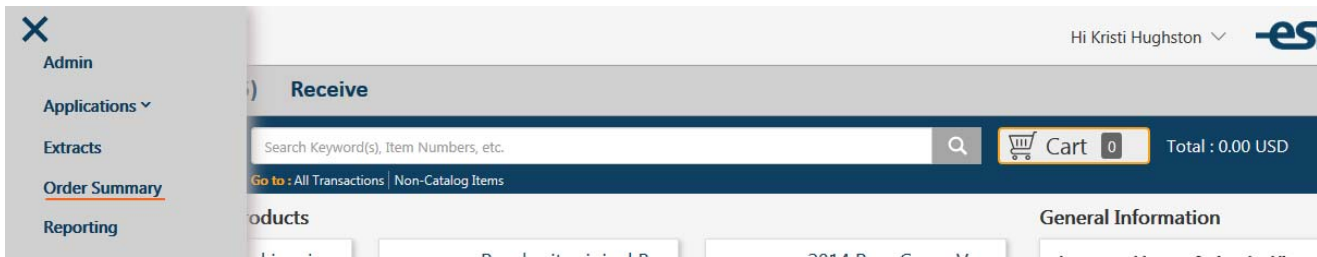 Hi Kristi Hughston
Admin
Applications
Receive
Extracts
Search Keyword(s), Item Numbers, etc.
Cart 0
Total : 0.00 USD
Order Summary
Go to : All Transactions | Non-Catalog Items
Reporting
General Information